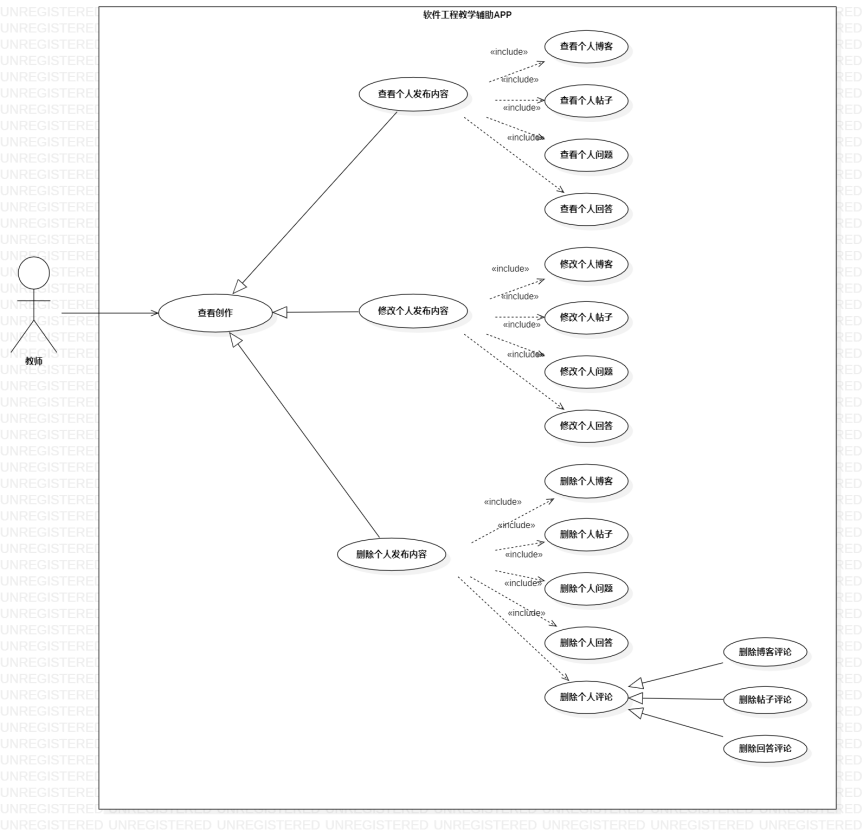 软件工程教学辅助APP
«include»
查看个人博客
«include»
查看个人发布内容
查看个人帖子
«include»
«include»
查看个人问题
查看个人回答
«include»
修改个人博客
«include»
查看创作
修改个人发布内容
修改个人帖子
«include»
«include»
教师
修改个人问题
修改个人回答
删除个人博客
«include»
«include»
删除个人帖子
删除个人发布内容
«include»
«include»
删除个人问题
«include»
删除个人回答
删除博客评论
删除个人评论
删除帖子评论
删除回答评论
UNREGISTERED UNREGISTERED UNREGISTERED UNREGISTERED UNREGISTERED UNREGISTERED UNREGISTERED UNREGISTERED